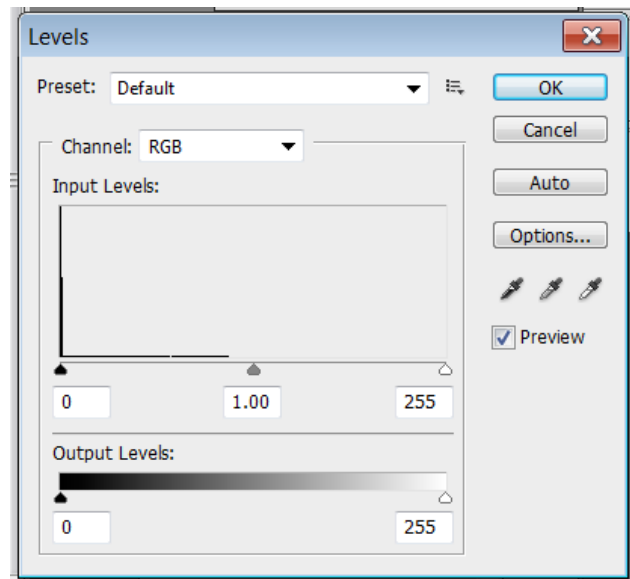 Levels
Preset: Default
OK
Cancel
Channel: RGB
Auto
Input Levels:
Options...
Preview
0 1.00 255
Output Levels:
0 255